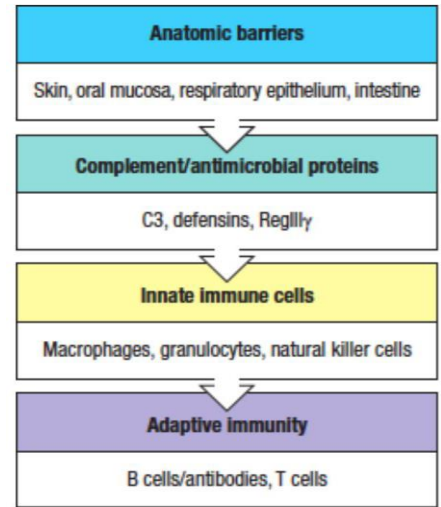 Anatomic barriers
Skin, oral mucosa, respiratory epithelium, intestine
Complement/antimicrobial proteins
C3, defensins, RegIIIγ
Innate immune cells
Macrophages, granulocytes, natural killer cells
Adaptive immunity
B cells/antibodies, T cells